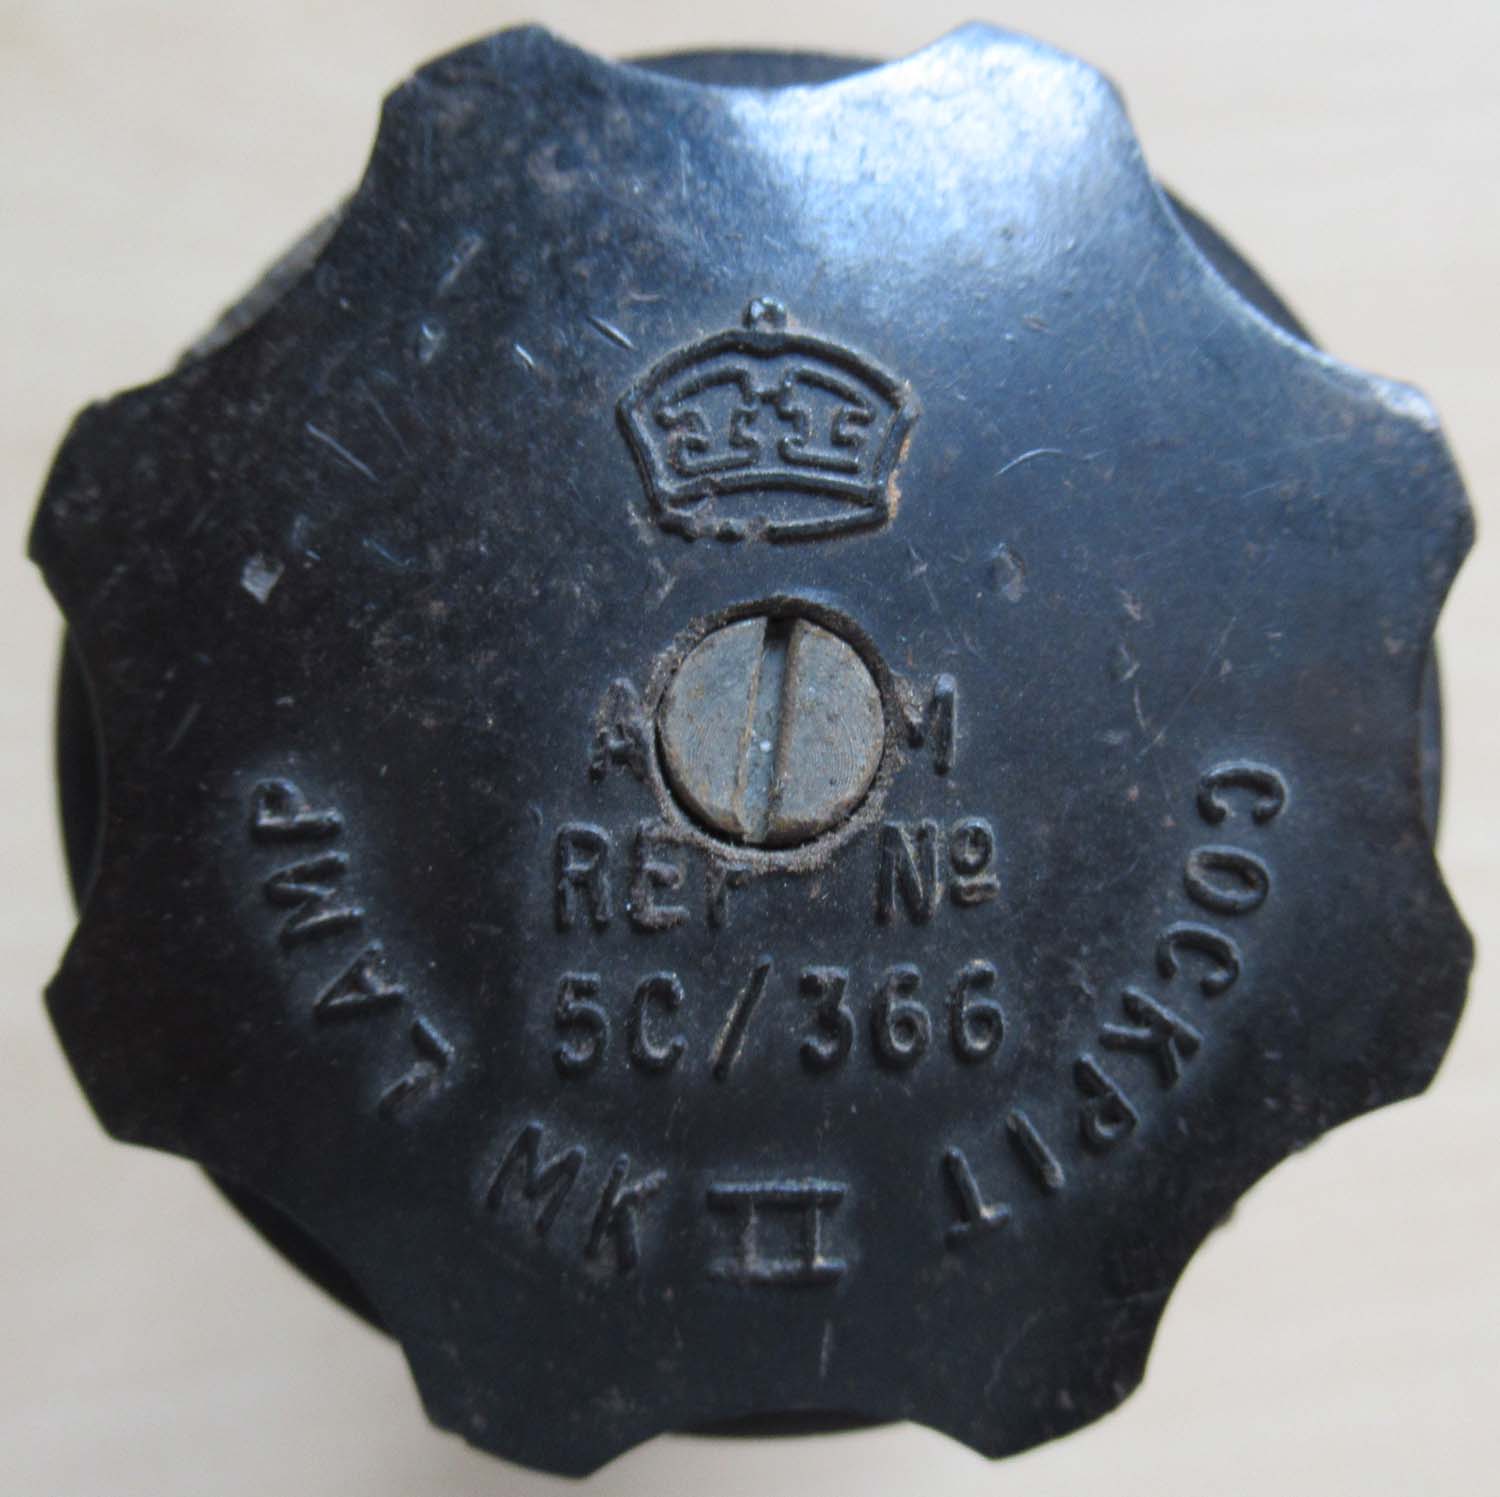 A M
REF Nº
5C/366
COCKPIT LAMP MK II